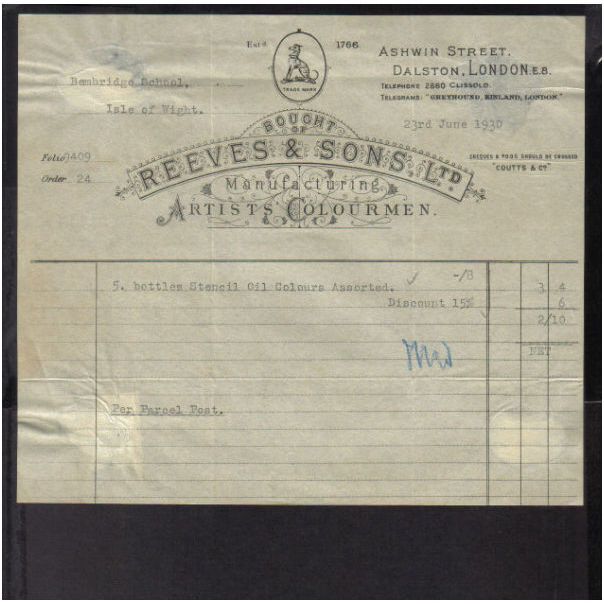 Estd. 1766.
TRADE MARK
ASHWIN STREET,
DALSTON, LONDON.E.8.
TELEPHONE 2860 CLISSOLD.
TELEGRAMS: "GREYHOUND, KINLAND, LONDON."
Bembridge School,
Isle of Wight.
23rd June 1930
BOUGHT
OF
REEVES & SONS, LTD
Folio 9409
Order 24
CHEQUES & P.ODS SHOULD BE CROSSED
"COUTTS & CO"
Manufacturing
ARTISTS COLOURMEN.
5. bottles Stencil Oil Colours Assorted. -/8 3 4
Discount 15% 6
2/10
NET
Per Parcel Post.